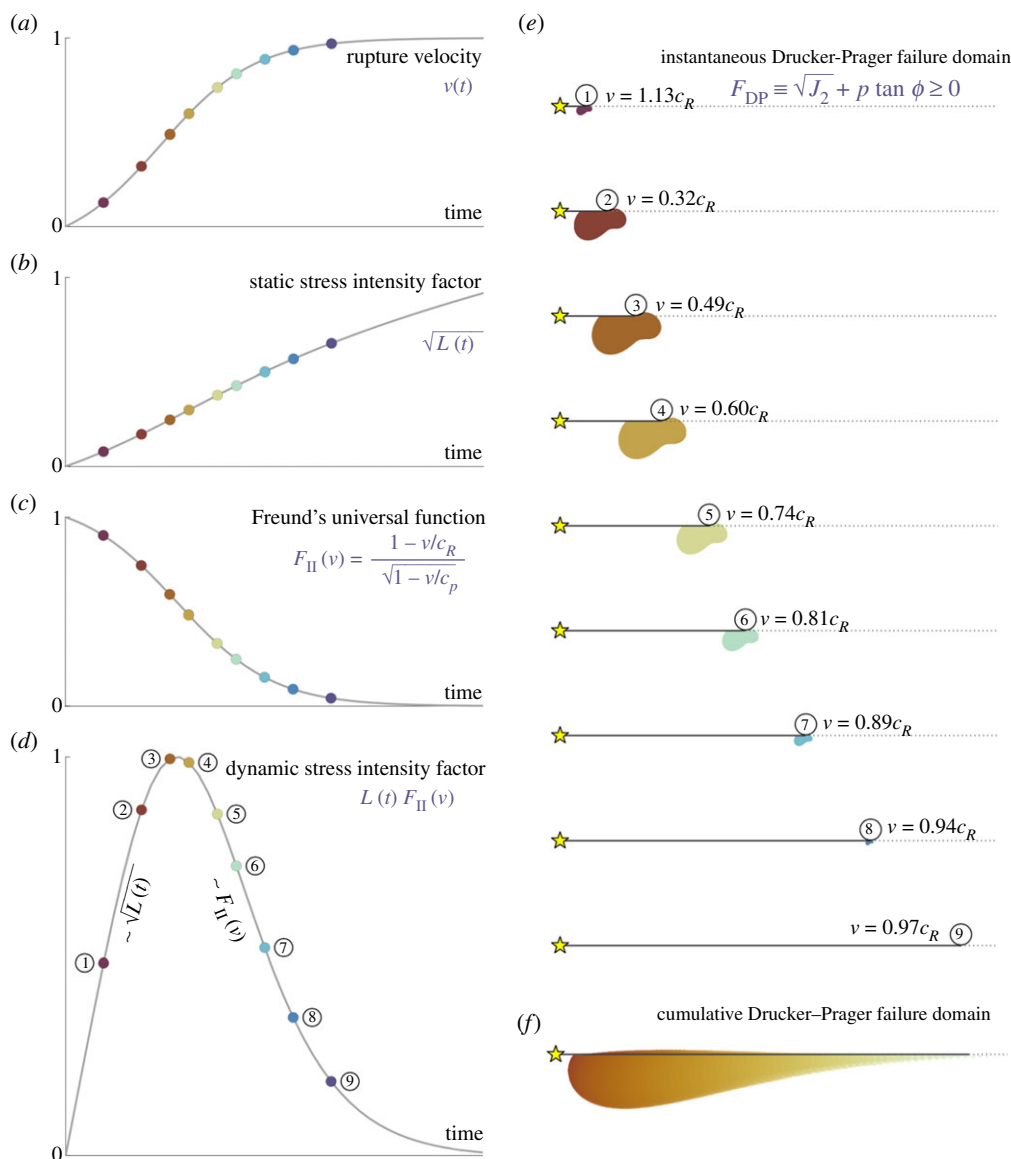 (a)
1
rupture velocity
v(t)
time
0
(b)
1
static stress intensity factor
√L (t)
time
0
(c)
1
Freund's universal function
F_II (v) = (1 − v/c_R) / √(1 − v/c_p)
time
0
(d)
1
dynamic stress intensity factor
L (t) F_II (v)
③ ④
② ⑤
⑥
~ √L (t)
~ F_II (v)
① ⑦
⑧
⑨
time
0
(e)
instantaneous Drucker-Prager failure domain
F_DP ≡ √J_2 + p tan ϕ ≥ 0
① v = 1.13c_R
② v = 0.32c_R
③ v = 0.49c_R
④ v = 0.60c_R
⑤ v = 0.74c_R
⑥ v = 0.81c_R
⑦ v = 0.89c_R
⑧ v = 0.94c_R
v = 0.97c_R ⑨
(f)
cumulative Drucker–Prager failure domain